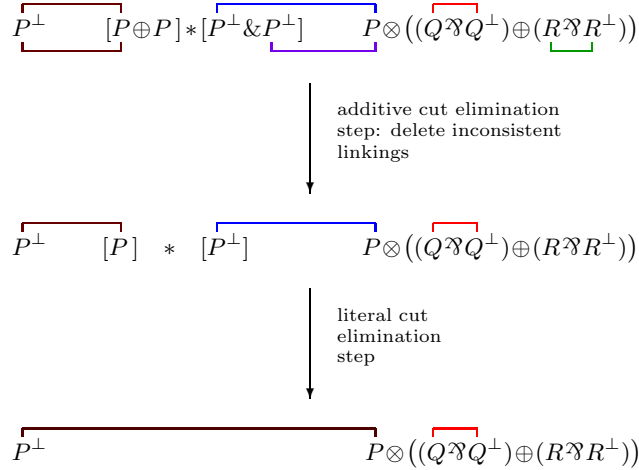 P⊥ [P⊕P]∗[P⊥&P⊥] P⊗((Q⅋Q⊥)⊕(R⅋R⊥))
additive cut elimination
step: delete inconsistent
linkings
P⊥ [P] ∗ [P⊥] P⊗((Q⅋Q⊥)⊕(R⅋R⊥))
literal cut
elimination
step
P⊥ P⊗((Q⅋Q⊥)⊕(R⅋R⊥))